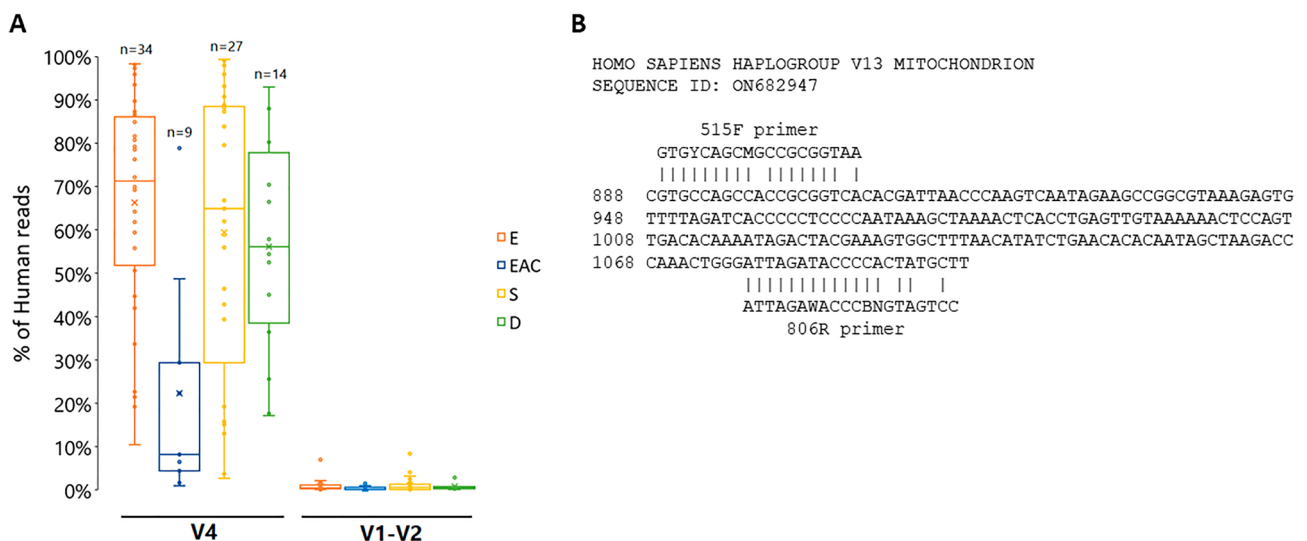 A
n=34
n=27
n=14
n=9
100%
90%
80%
70%
60%
50%
40%
30%
20%
10%
0%
% of Human reads
E
EAC
S
D
V4
V1-V2
B
HOMO SAPIENS HAPLOGROUP V13 MITOCHONDRION
SEQUENCE ID: ON682947
515F primer
GTGYCAGCMGCCGCGGTAA
||||||||| ||||||| |
888 CGTGCCAGCCACCGCGGTCACACGATTAACCCAAGTCAATAGAAGCCGGCGTAAAGAGTG
948 TTTTAGATCACCCCCTCCCCAATAAAGCTAAAACTCACCTGAGTTGTAAAAAACTCCAGT
1008 TGACACAAAATAGACTACGAAAGTGGCTTTAACATATCTGAACACACAATAGCTAAGACC
1068 CAAACTGGGATTAGATACCCCACTATGCTT
||||||||||||| ||  |
ATTAGAWACCCBNGTAGTCC
806R primer